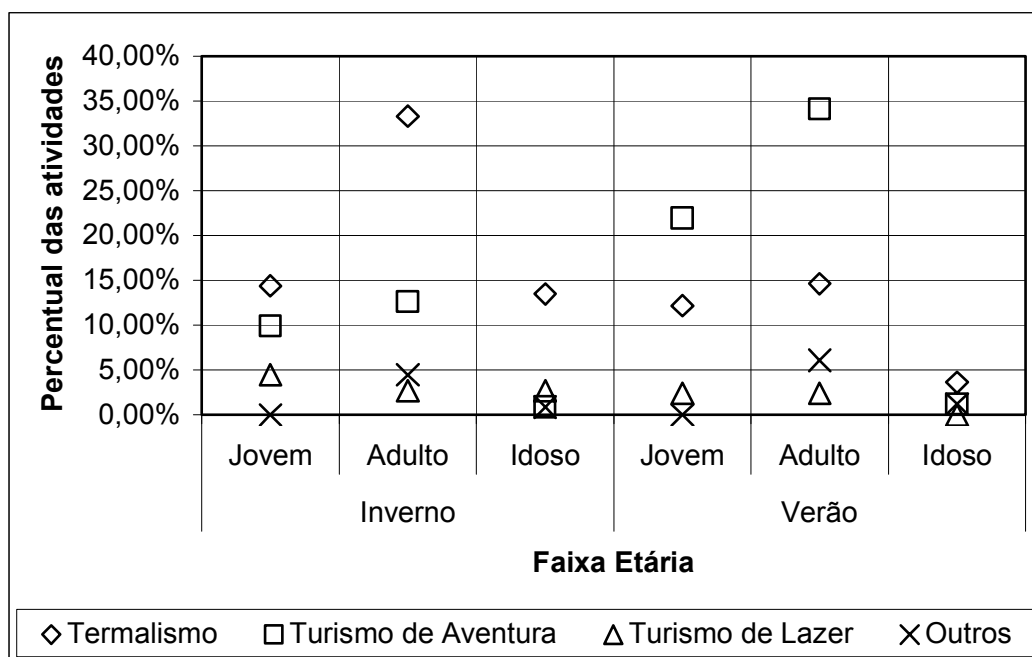 Percentual das atividades
40,00%
35,00%
30,00%
25,00%
20,00%
15,00%
10,00%
5,00%
0,00%
Jovem Adulto Idoso Jovem Adulto Idoso
Inverno Verão
Faixa Etária
Termalismo Turismo de Aventura Turismo de Lazer Outros